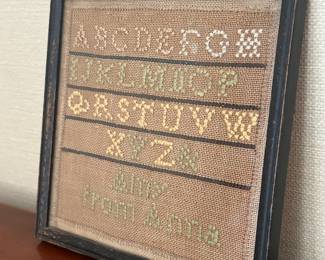 ABCDEFGH
IJKLMNOP
QRSTUVW
XYZ&
Amy
from Anna